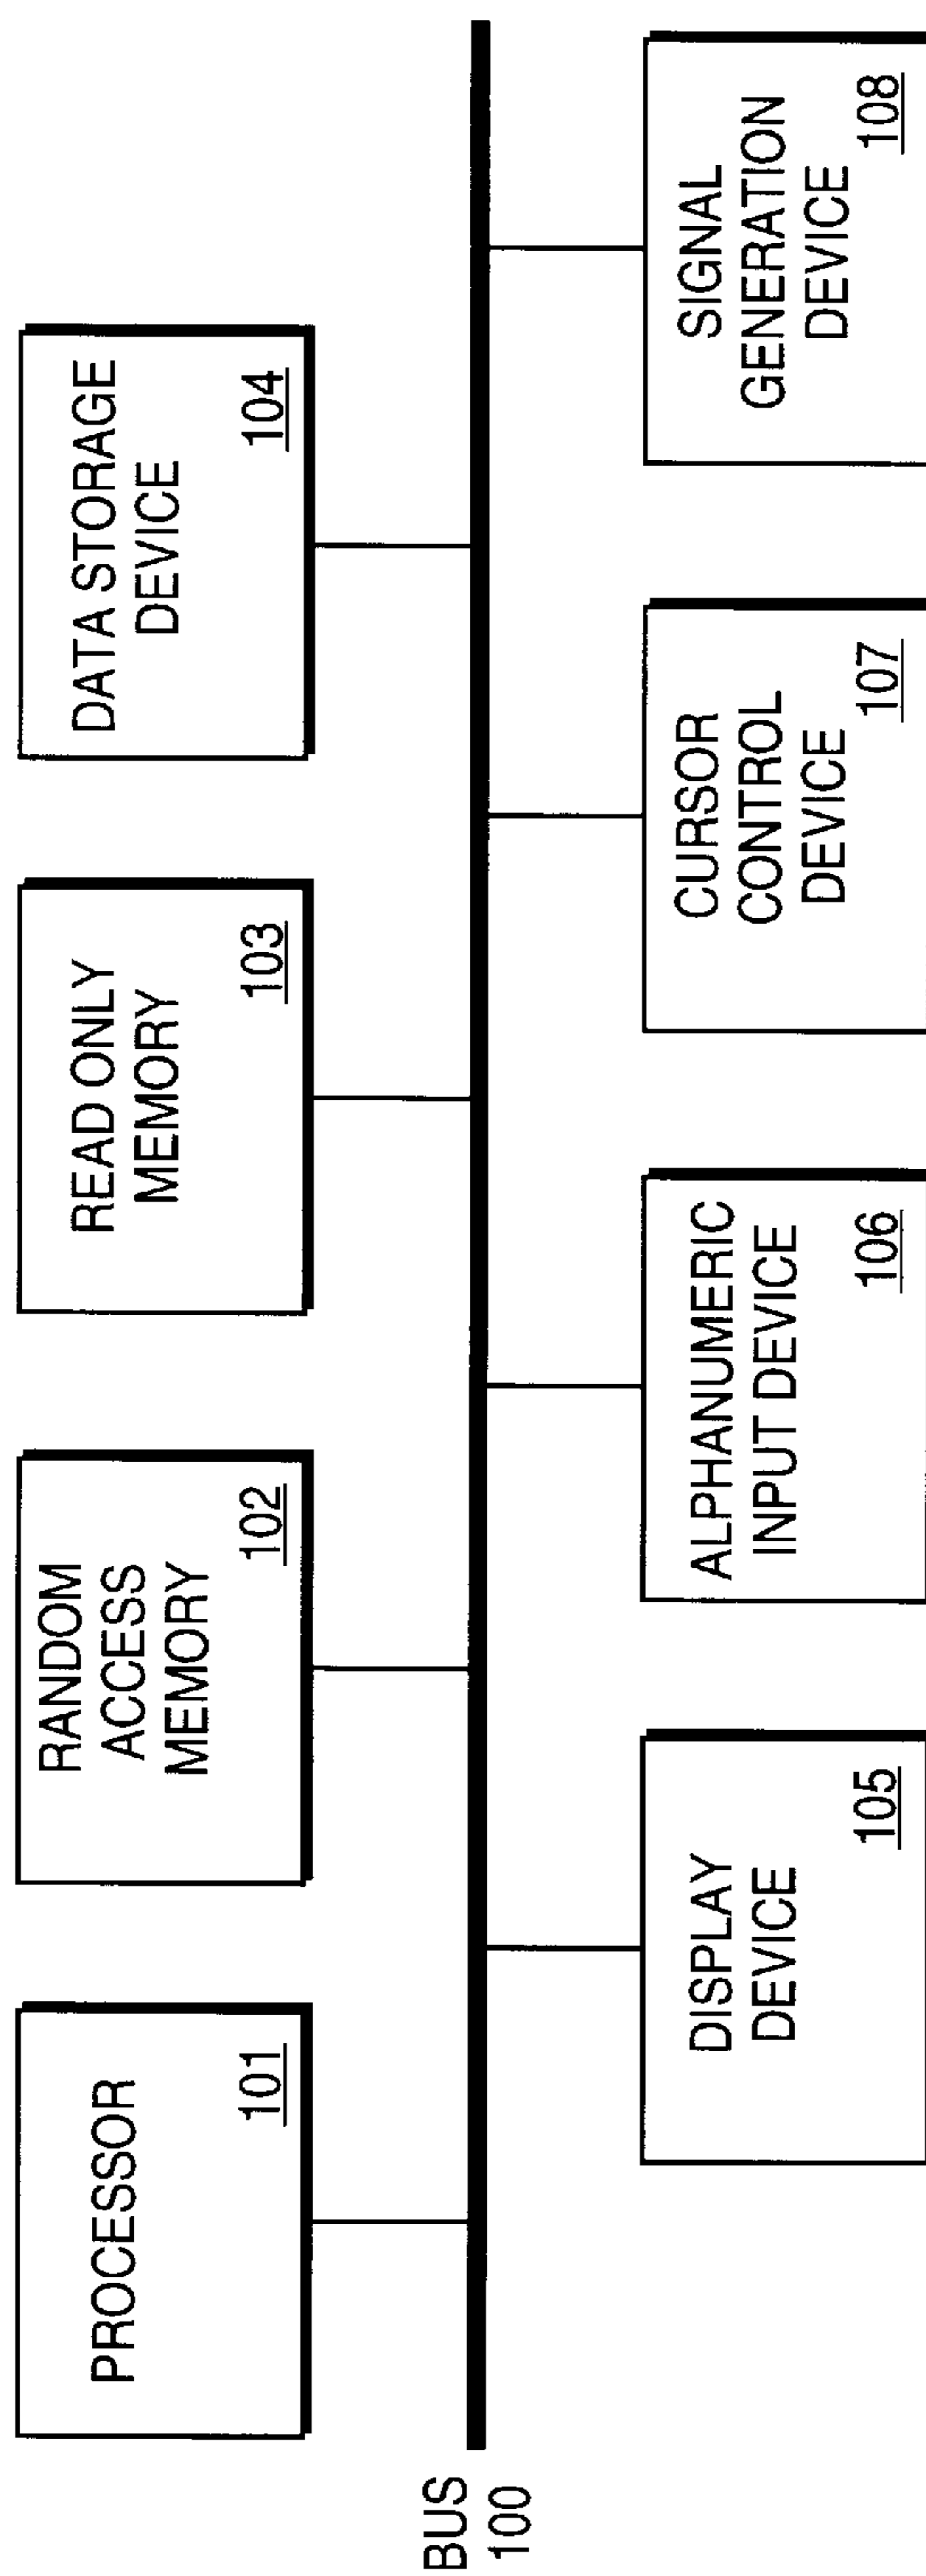 PROCESSOR
101
RANDOM
ACCESS
MEMORY
102
READ ONLY
MEMORY
103
DATA STORAGE
DEVICE
104
BUS
100
DISPLAY
DEVICE
105
ALPHANUMERIC
INPUT DEVICE
106
CURSOR
CONTROL
DEVICE
107
SIGNAL
GENERATION
DEVICE
108